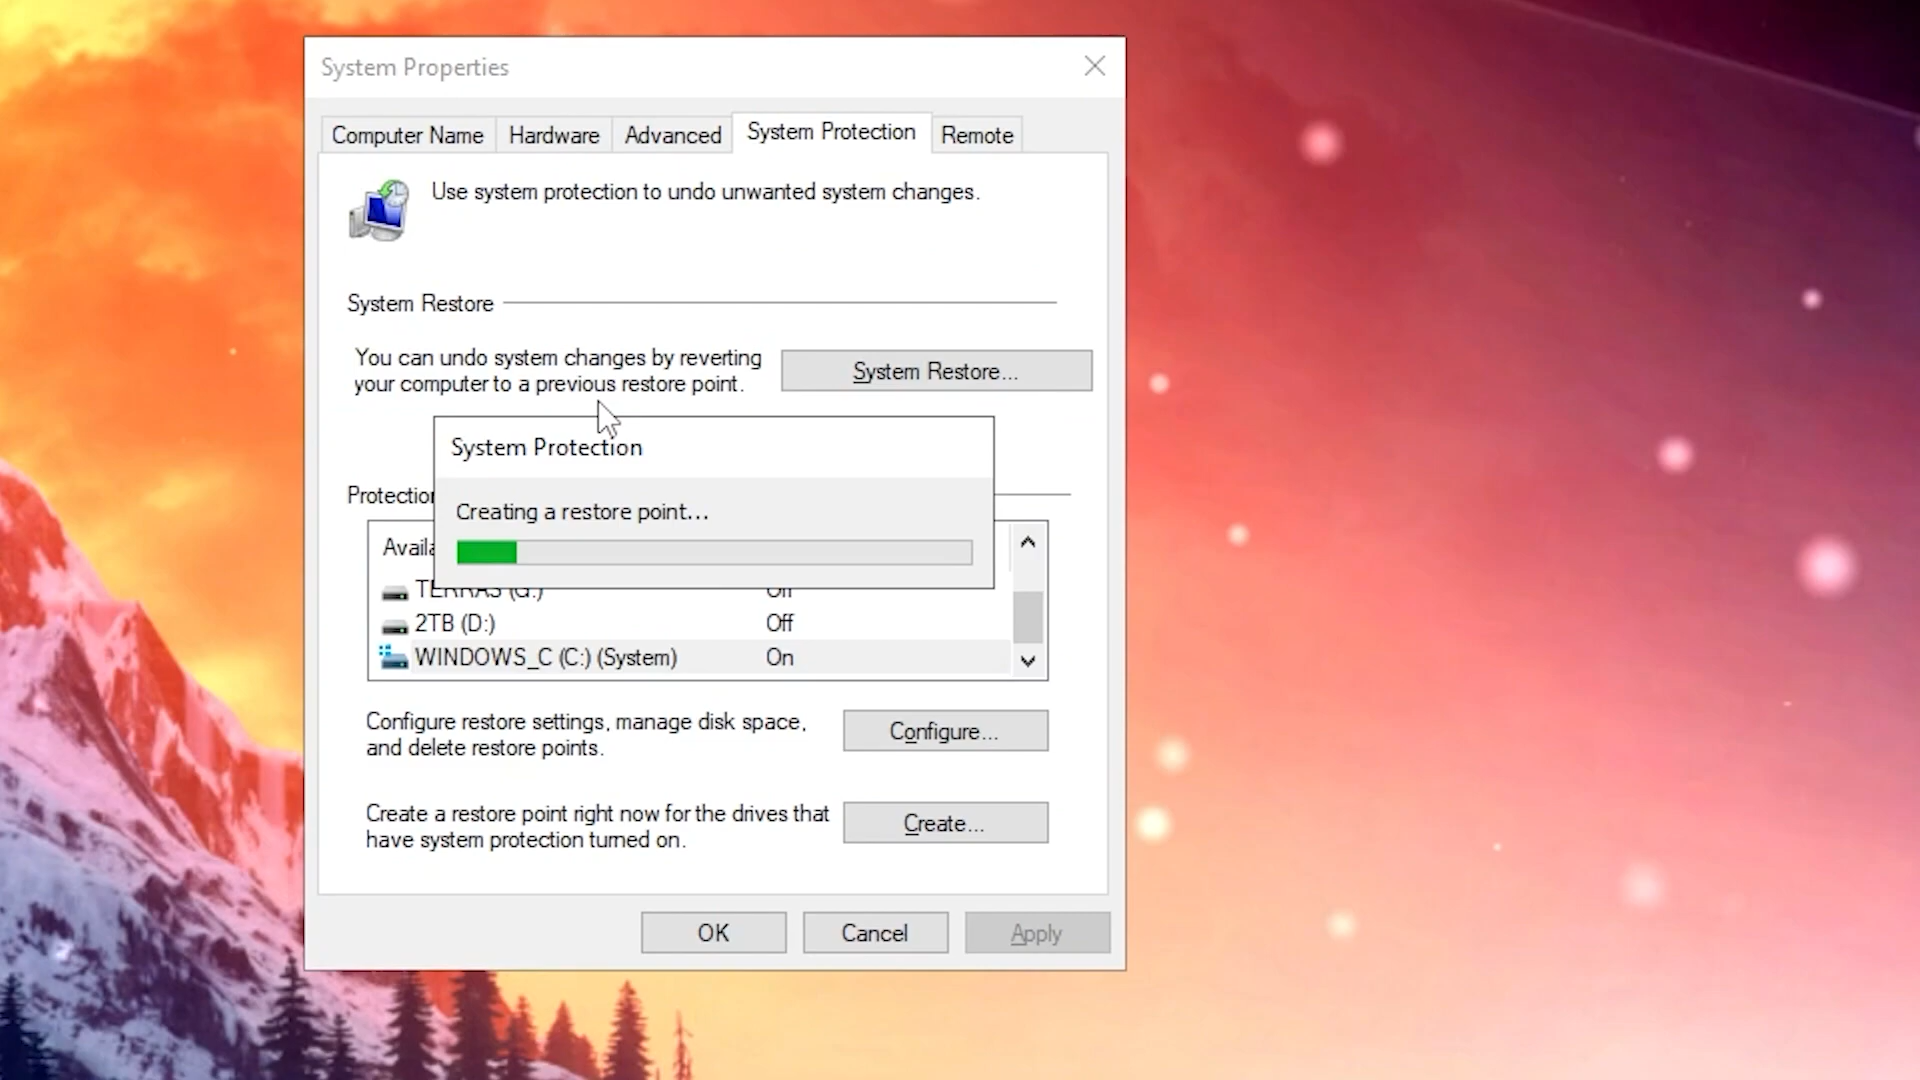 System Properties
Computer Name
Hardware
Advanced
System Protection
Remote
Use system protection to undo unwanted system changes.
System Restore
You can undo system changes by reverting
your computer to a previous restore point.
System Restore...
System Protection
Creating a restore point...
2TB (D:)
Off
WINDOWS_C (C:) (System)
On
Configure restore settings, manage disk space,
and delete restore points.
Configure...
Create a restore point right now for the drives that
have system protection turned on.
Create...
OK
Cancel
Apply